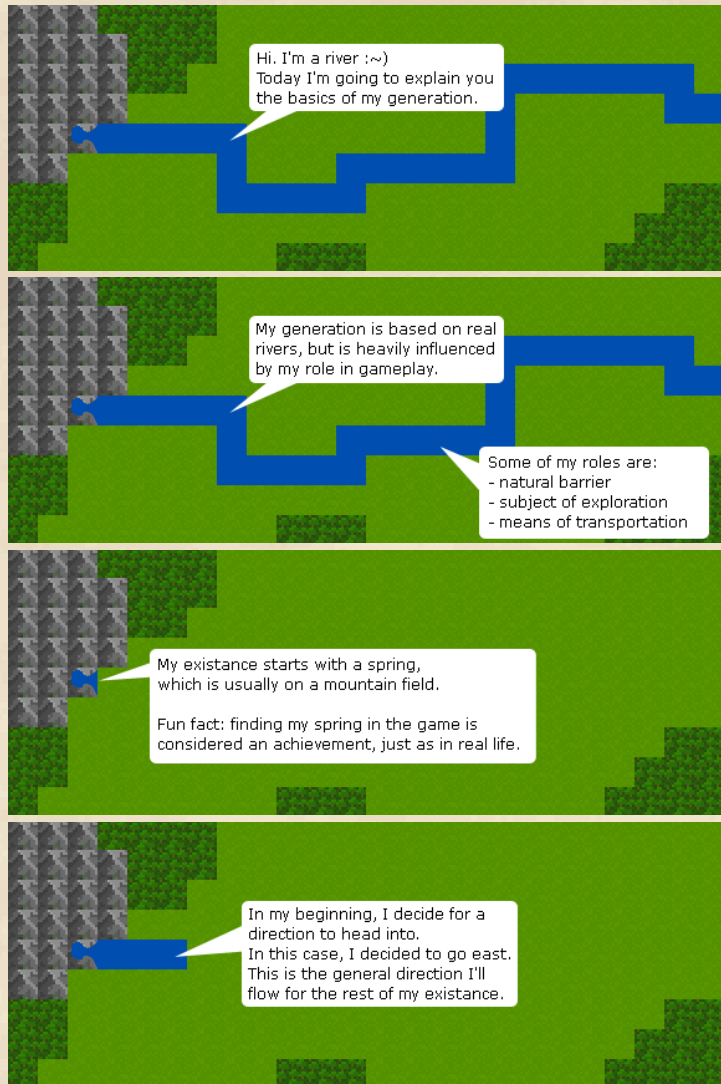 Hi. I'm a river :~)
Today I'm going to explain you
the basics of my generation.
My generation is based on real
rivers, but is heavily influenced
by my role in gameplay.
Some of my roles are:
- natural barrier
- subject of exploration
- means of transportation
My existance starts with a spring,
which is usually on a mountain field.
Fun fact: finding my spring in the game is
considered an achievement, just as in real life.
In my beginning, I decide for a
direction to head into.
In this case, I decided to go east.
This is the general direction I'll
flow for the rest of my existance.